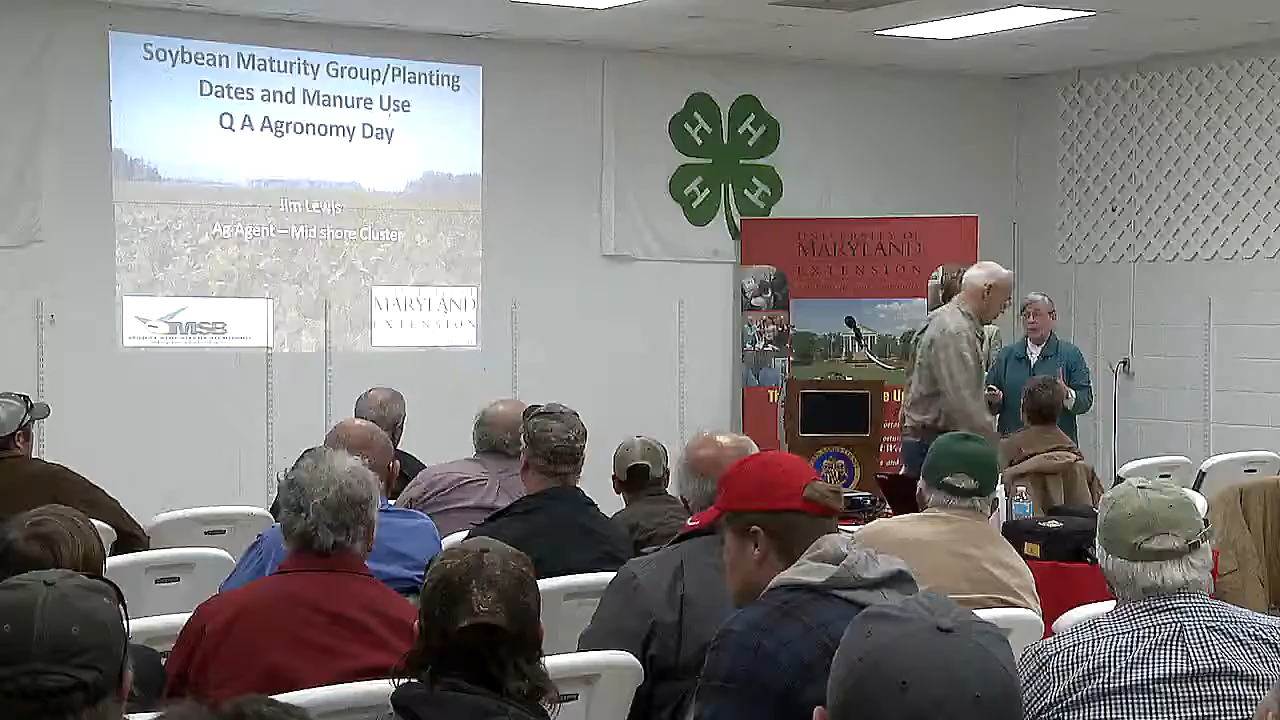 Soybean Maturity Group/Planting
Dates and Manure Use
Q A Agronomy Day
Jim Lewis
Ag Agent – Mid shore Cluster
MSB
MARYLAND
EXTENSION
H H
H H
UNIVERSITY OF
MARYLAND
EXTENSION